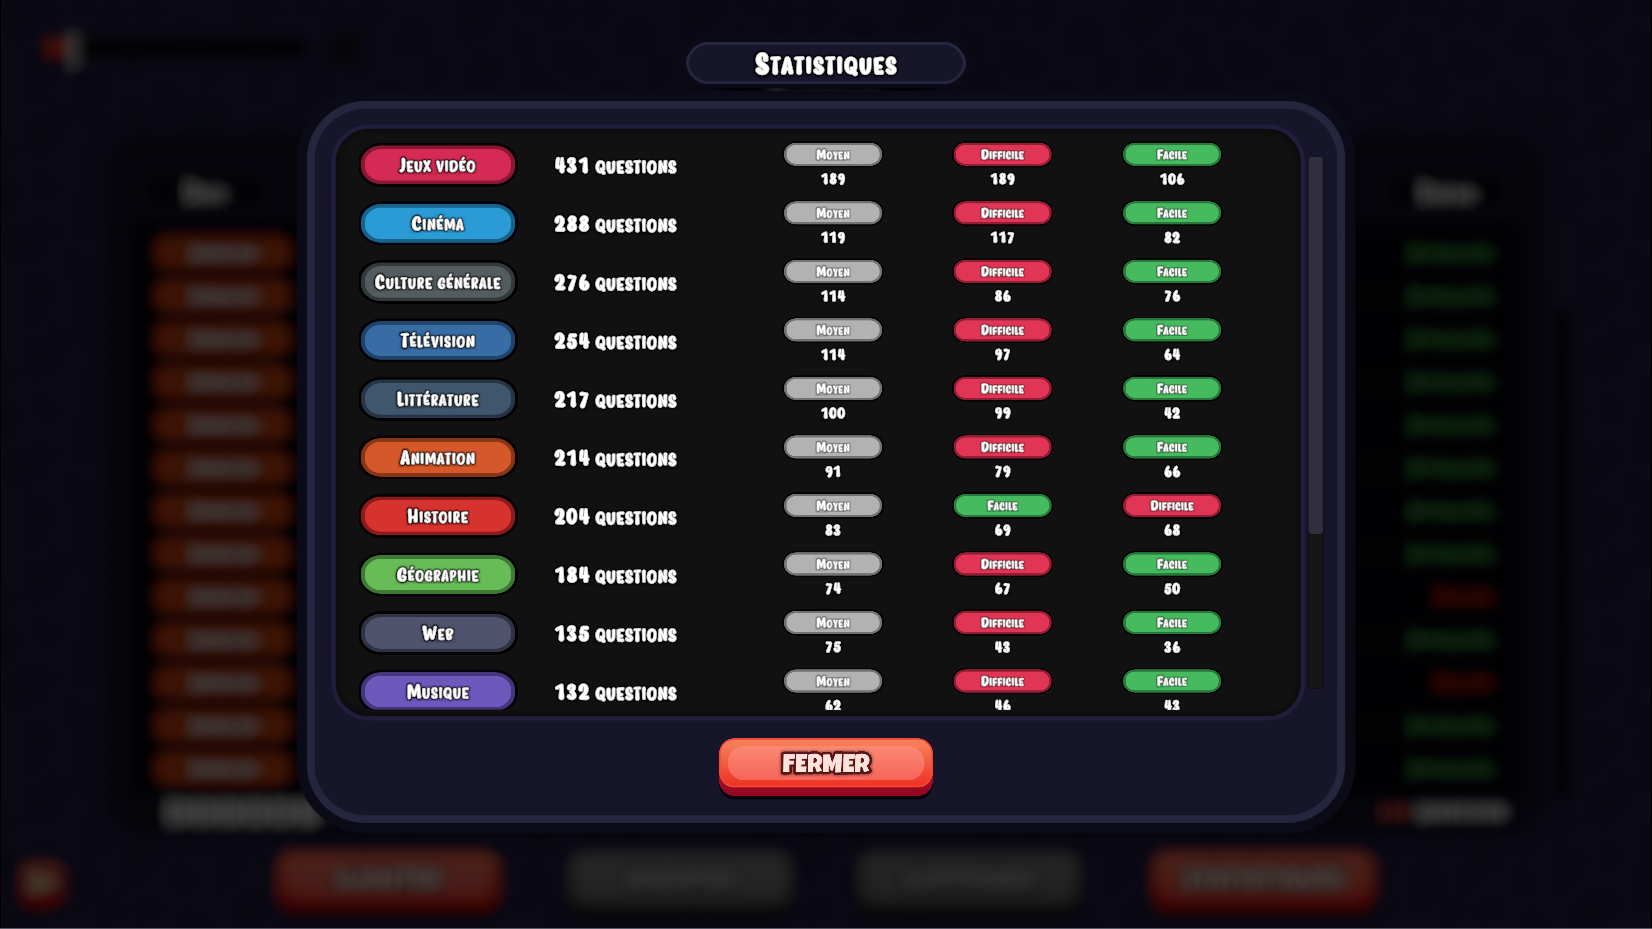 Statistiques
Jeux vidéo 431 questions Moyen Difficile Facile
189 189 106
Cinéma 288 questions Moyen Difficile Facile
119 117 82
Culture générale 276 questions Moyen Difficile Facile
114 86 76
Télévision 254 questions Moyen Difficile Facile
114 97 64
Littérature 217 questions Moyen Difficile Facile
100 99 42
Animation 214 questions Moyen Difficile Facile
91 79 66
Histoire 204 questions Moyen Facile Difficile
83 69 68
Géographie 184 questions Moyen Difficile Facile
74 67 50
Web 135 questions Moyen Difficile Facile
75 43 36
Musique 132 questions Moyen Difficile Facile
62 46 43
FERMER